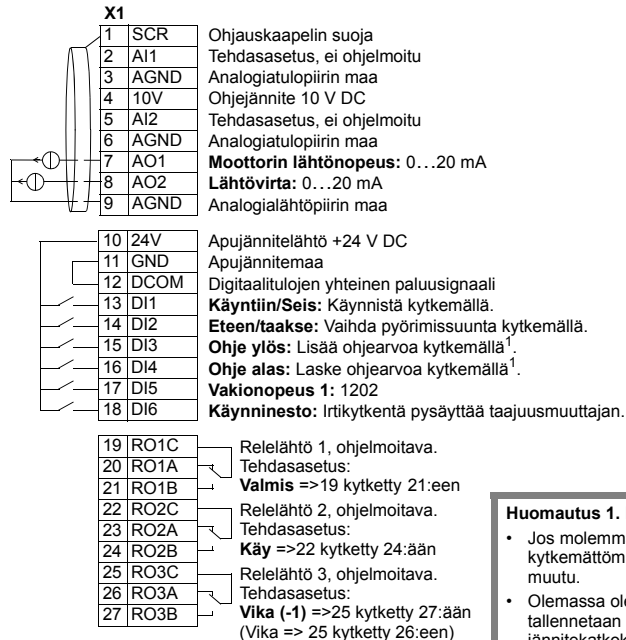 X1
1 SCR Ohjauskaapelin suoja
2 AI1 Tehdasasetus, ei ohjelmoitu
3 AGND Analogiatulopiirin maa
4 10V Ohjejännite 10 V DC
5 AI2 Tehdasasetus, ei ohjelmoitu
6 AGND Analogiatulopiirin maa
7 AO1 Moottorin lähtönopeus: 0…20 mA
8 AO2 Lähtövirta: 0…20 mA
9 AGND Analogialähtöpiirin maa
10 24V Apujännitelähtö +24 V DC
11 GND Apujännitemaa
12 DCOM Digitaalitulojen yhteinen paluusignaali
13 DI1 Käyntiin/Seis: Käynnistä kytkemällä.
14 DI2 Eteen/taakse: Vaihda pyörimissuunta kytkemällä.
15 DI3 Ohje ylös: Lisää ohjearvoa kytkemällä1.
16 DI4 Ohje alas: Laske ohjearvoa kytkemällä1.
17 DI5 Vakionopeus 1: 1202
18 DI6 Käynninesto: Irtikytkentä pysäyttää taajuusmuuttajan.
19 RO1C Relelähtö 1, ohjelmoitava.
20 RO1A Tehdasasetus:
21 RO1B Valmis =>19 kytketty 21:een
22 RO2C Relelähtö 2, ohjelmoitava.
23 RO2A Tehdasasetus:
24 RO2B Käy =>22 kytketty 24:ään
25 RO3C Relelähtö 3, ohjelmoitava.
26 RO3A Tehdasasetus:
27 RO3B Vika (-1) =>25 kytketty 27:ään
(Vika => 25 kytketty 26:een)
Huomautus 1.
• Jos molemm
kytkemättöm
muutu.
• Olemassa ole
tallennetaan